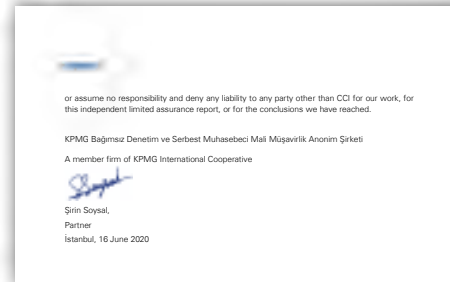 or assume no responsibility and deny any liability to any party other than CCI for our work, for
this independent limited assurance report, or for the conclusions we have reached.
KPMG Bağımsız Denetim ve Serbest Muhasebeci Mali Müşavirlik Anonim Şirketi
A member firm of KPMG International Cooperative
Şirin Soysal,
Partner
İstanbul, 16 June 2020